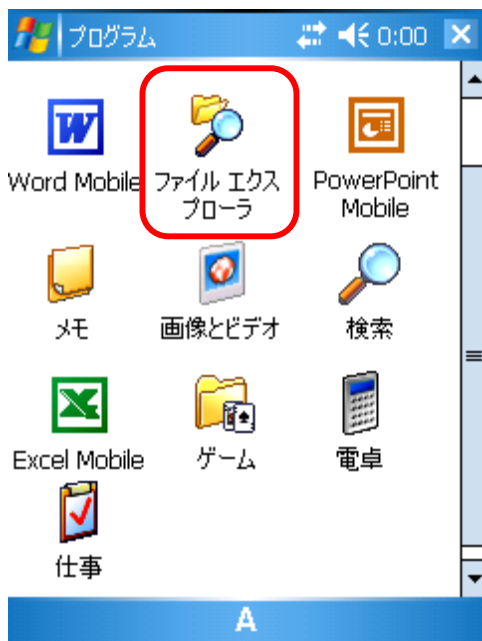 プログラム 0:00
Word Mobile
ファイル エクス
プローラ
PowerPoint
Mobile
メモ
画像とビデオ
検索
Excel Mobile
ゲーム
電卓
仕事
A